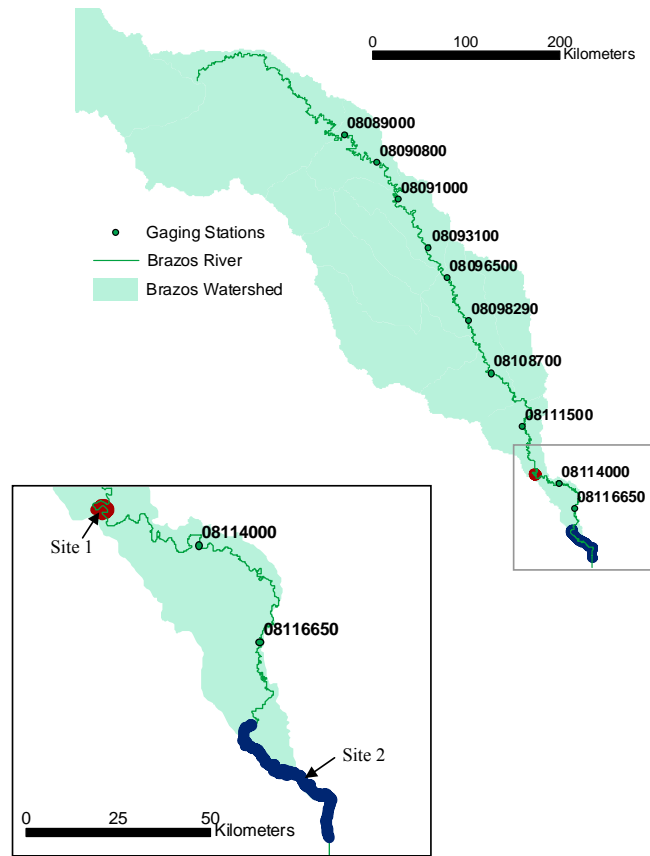 0 100 200
Kilometers
08089000
08090800
08091000
Gaging Stations
Brazos River
Brazos Watershed
08093100
08096500
08098290
08108700
08111500
08114000
08116650
Site 1
08114000
08116650
Site 2
0 25 50
Kilometers